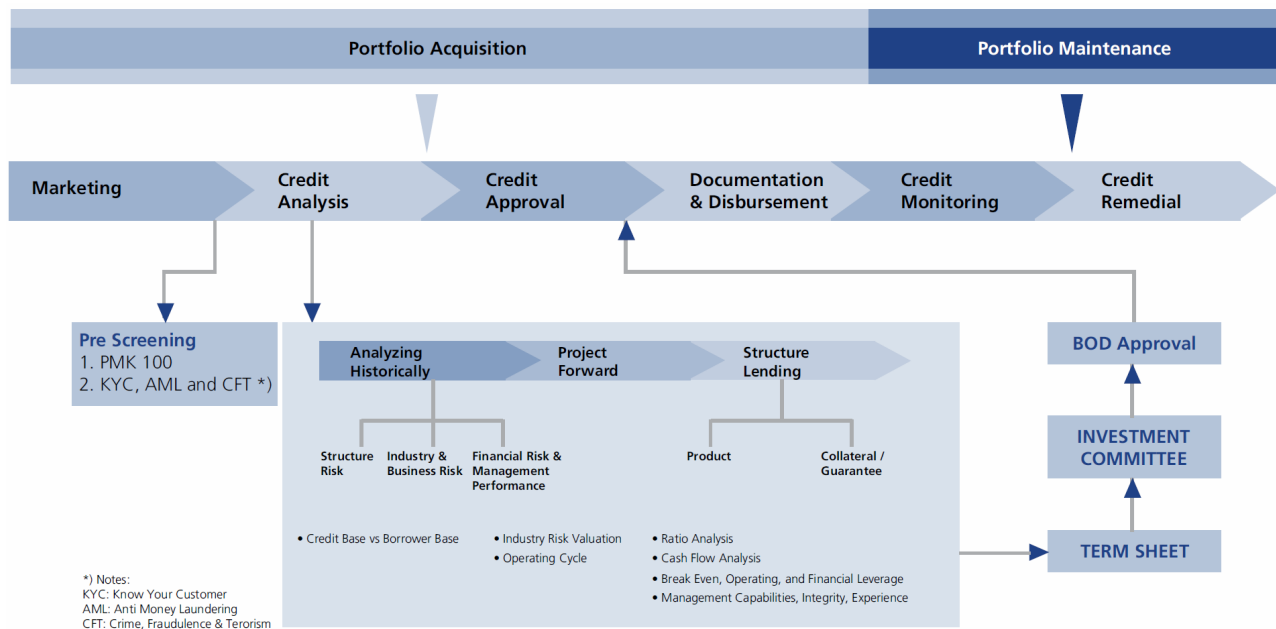 Portfolio Acquisition
Portfolio Maintenance
Marketing
Credit
Analysis
Credit
Approval
Documentation
& Disbursement
Credit
Monitoring
Credit
Remedial
Pre Screening
1. PMK 100
2. KYC, AML and CFT *)
Analyzing
Historically
Project
Forward
Structure
Lending
Structure
Risk
Industry &
Business Risk
Financial Risk &
Management
Performance
Product
Collateral /
Guarantee
• Credit Base vs Borrower Base
• Industry Risk Valuation
• Operating Cycle
• Ratio Analysis
• Cash Flow Analysis
• Break Even, Operating, and Financial Leverage
• Management Capabilities, Integrity, Experience
BOD Approval
INVESTMENT
COMMITTEE
TERM SHEET
*) Notes:
KYC: Know Your Customer
AML: Anti Money Laundering
CFT: Crime, Fraudulence & Terorism